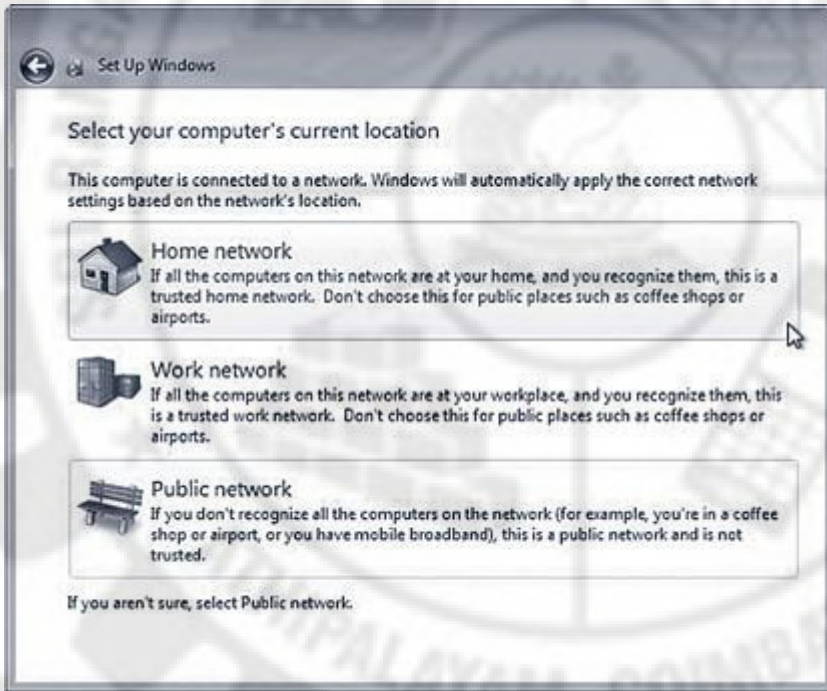 Set Up Windows
Select your computer's current location
This computer is connected to a network. Windows will automatically apply the correct network
settings based on the network's location.
Home network
If all the computers on this network are at your home, and you recognize them, this is a
trusted home network. Don't choose this for public places such as coffee shops or
airports.
Work network
If all the computers on this network are at your workplace, and you recognize them, this
is a trusted work network. Don't choose this for public places such as coffee shops or
airports.
Public network
If you don't recognize all the computers on the network (for example, you're in a coffee
shop or airport, or you have mobile broadband), this is a public network and is not
trusted.
If you aren't sure, select Public network.